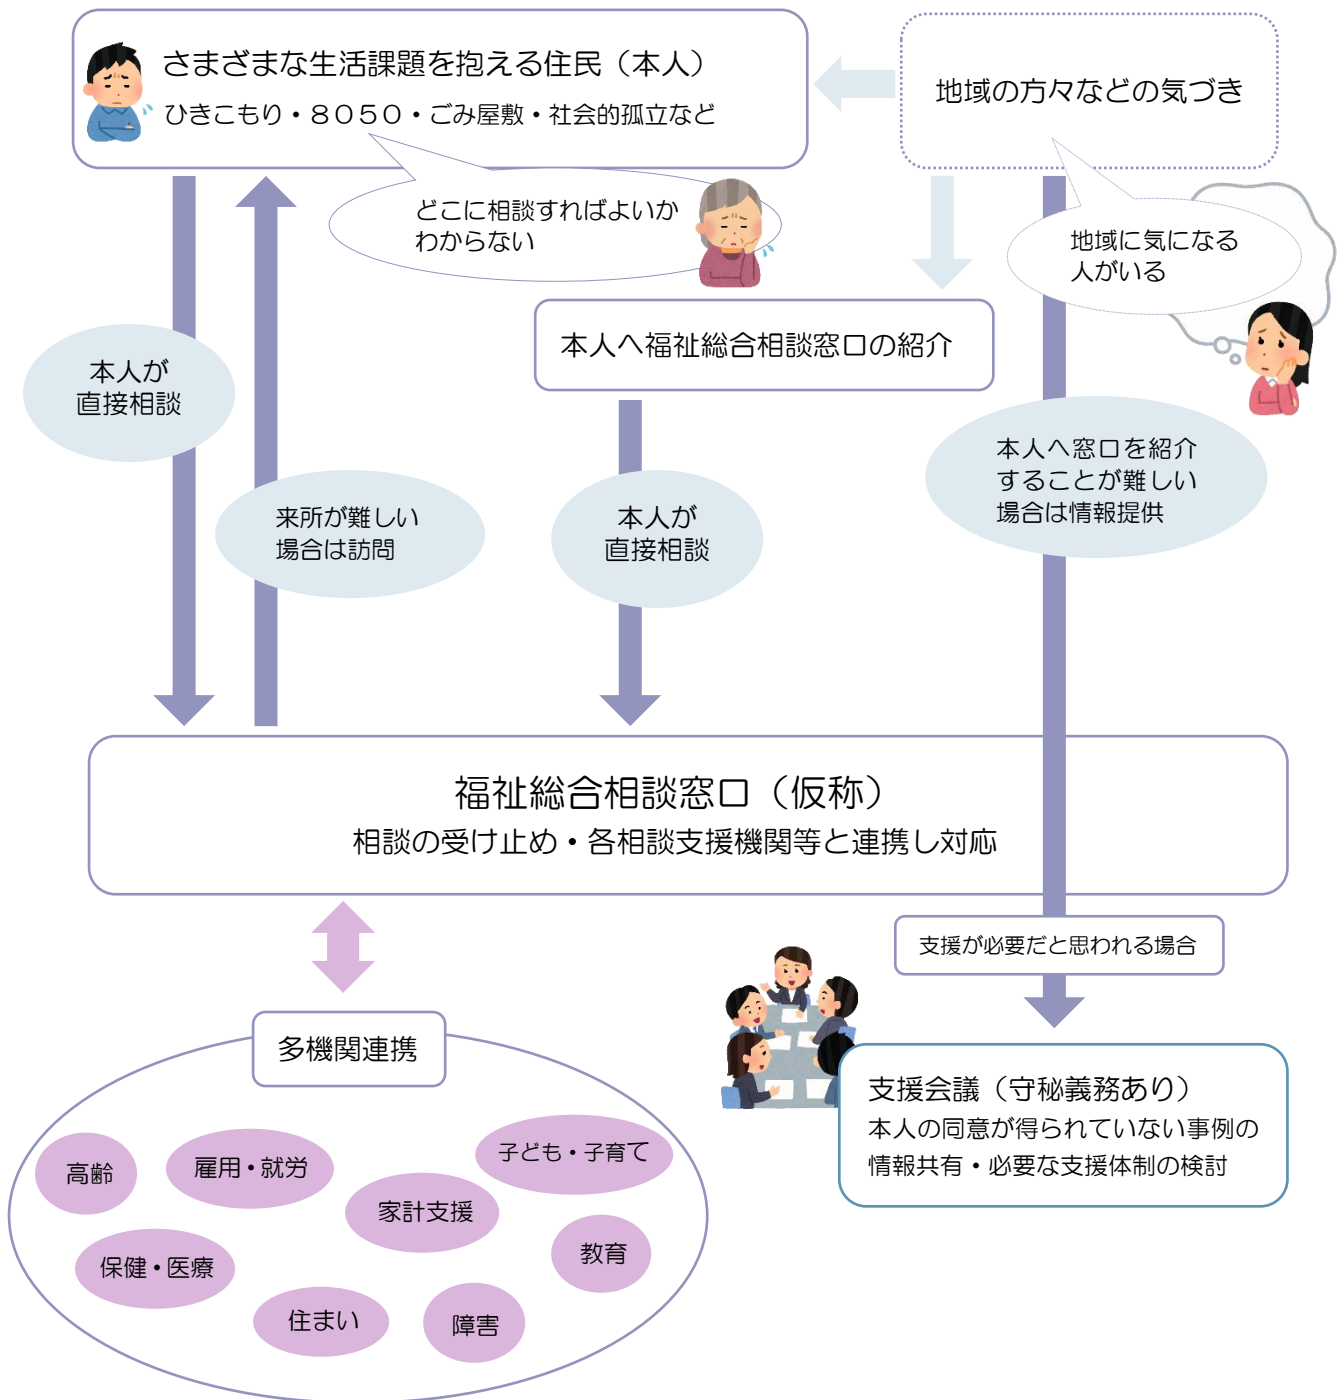 さまざまな生活課題を抱える住民（本人）
ひきこもり・８０５０・ごみ屋敷・社会的孤立など
地域の方々などの気づき
どこに相談すればよいか
わからない
地域に気になる
人がいる
本人へ福祉総合相談窓口の紹介
本人が
直接相談
来所が難しい
場合は訪問
本人が
直接相談
本人へ窓口を紹介
することが難しい
場合は情報提供
福祉総合相談窓口（仮称）
相談の受け止め・各相談支援機関等と連携し対応
支援が必要だと思われる場合
多機関連携
支援会議（守秘義務あり）
本人の同意が得られていない事例の
情報共有・必要な支援体制の検討
高齢
雇用・就労
子ども・子育て
家計支援
保健・医療
教育
住まい
障害